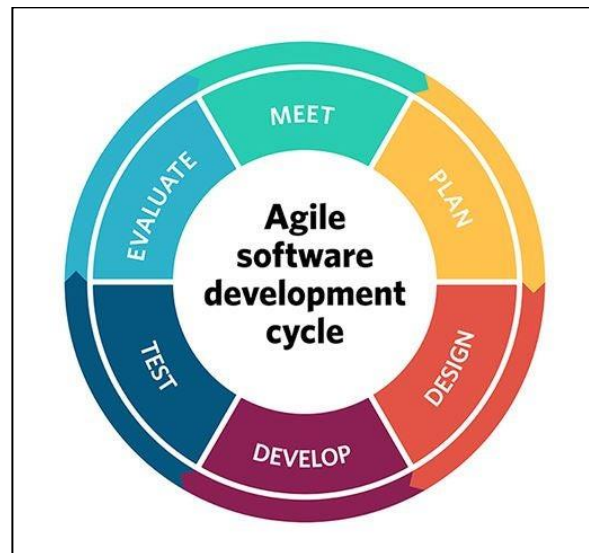 MEET
PLAN
DESIGN
DEVELOP
TEST
EVALUATE
Agile
software
development
cycle